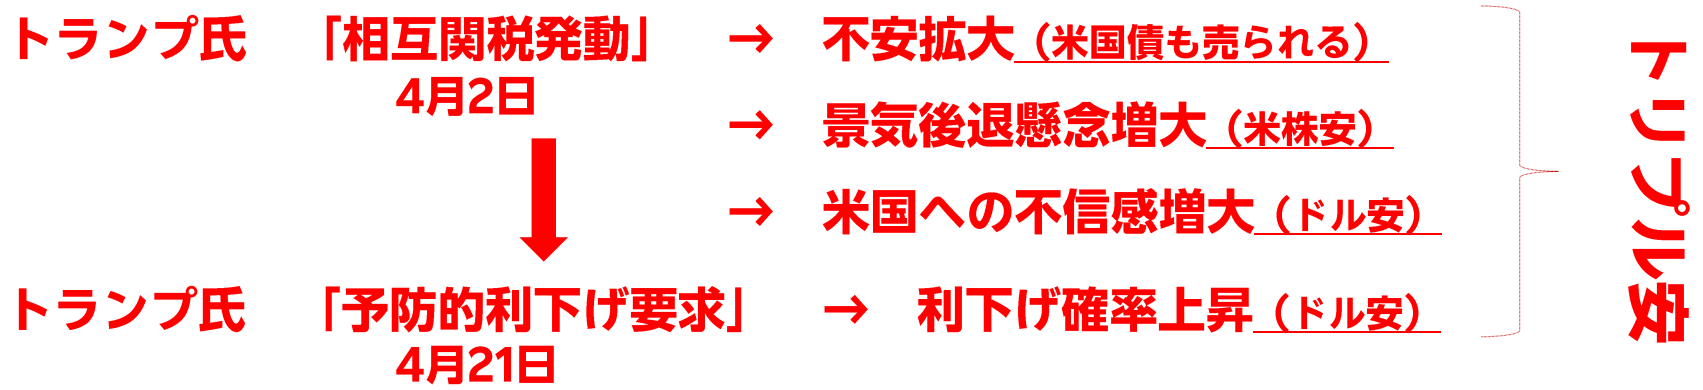 トランプ氏 「相互関税発動」 → 不安拡大（米国債も売られる）
4月2日
→ 景気後退懸念増大（米株安）
→ 米国への不信感増大（ドル安）
トランプ氏 「予防的利下げ要求」 → 利下げ確率上昇（ドル安）
4月21日
トリプル安